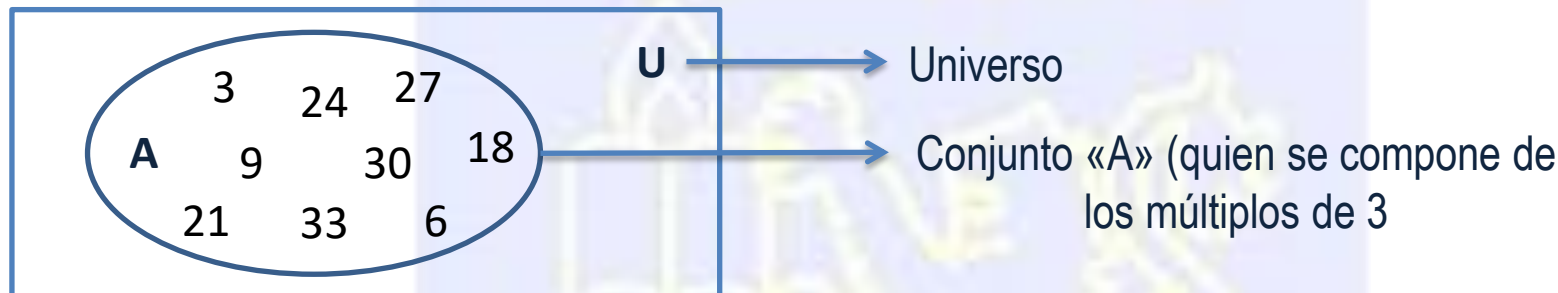 U
Universo
3 24 27
A 9 30 18
21 33 6
Conjunto «A» (quien se compone de
los múltiplos de 3